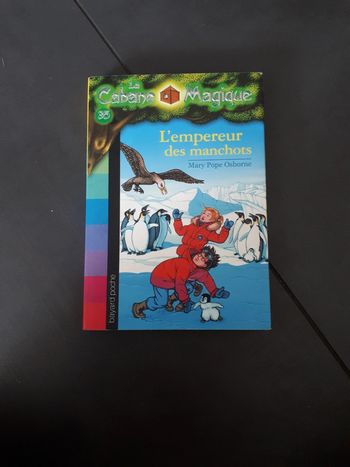 La
Cabane Magique
35
L'empereur
des manchots
Mary Pope Osborne
bayard poche